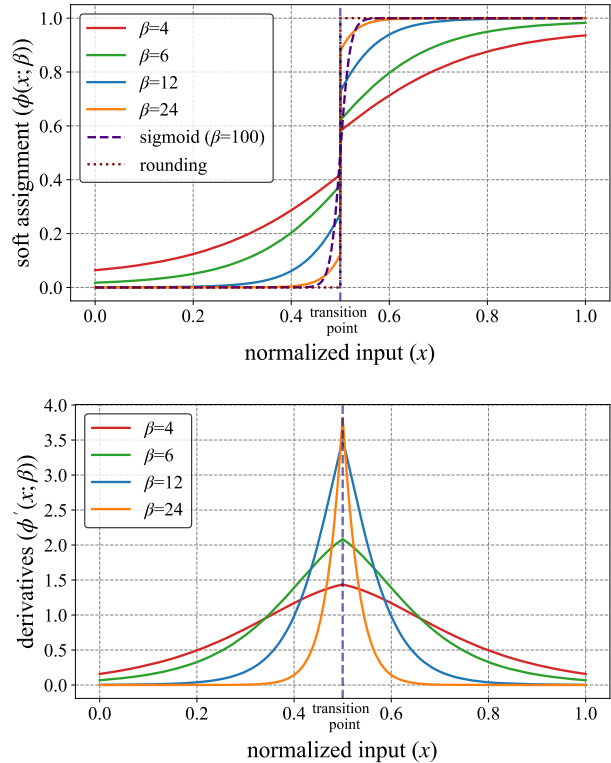 soft assignment (ϕ(x; β))
1.0
0.8
0.6
0.4
0.2
0.0
β=4
β=6
β=12
β=24
sigmoid (β=100)
rounding
0.0
0.2
0.4
transition
point
0.6
0.8
1.0
normalized input (x)
derivatives (ϕ′(x; β))
4.0
3.5
3.0
2.5
2.0
1.5
1.0
0.5
0.0
β=4
β=6
β=12
β=24
0.0
0.2
0.4
transition
point
0.6
0.8
1.0
normalized input (x)